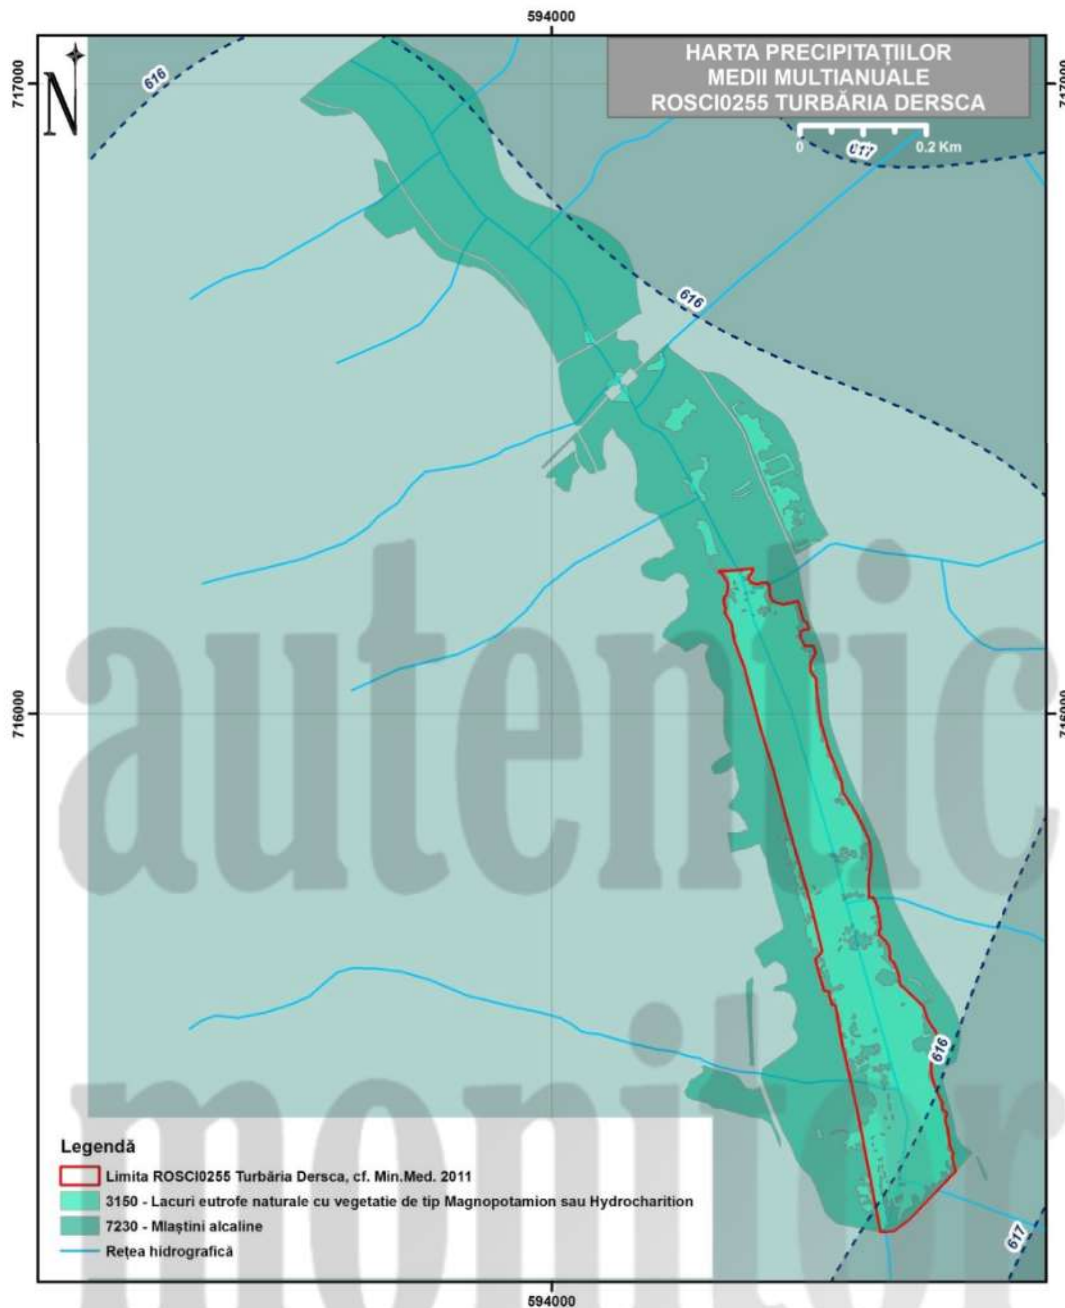 594000
HARTA PRECIPITAȚIILOR
MEDII MULTIANUALE
ROSCI0255 TURBĂRIA DERSCA
717000
717000
N
616
0
617
0.2 Km
616
autentic
716000
716000
616
monitor
617
Legendă
Limita ROSCI0255 Turbăria Dersca, cf. Min.Med. 2011
3150 - Lacuri eutrofe naturale cu vegetatie de tip Magnopotamion sau Hydrocharition
7230 - Mlaștini alcaline
Rețea hidrografică
594000